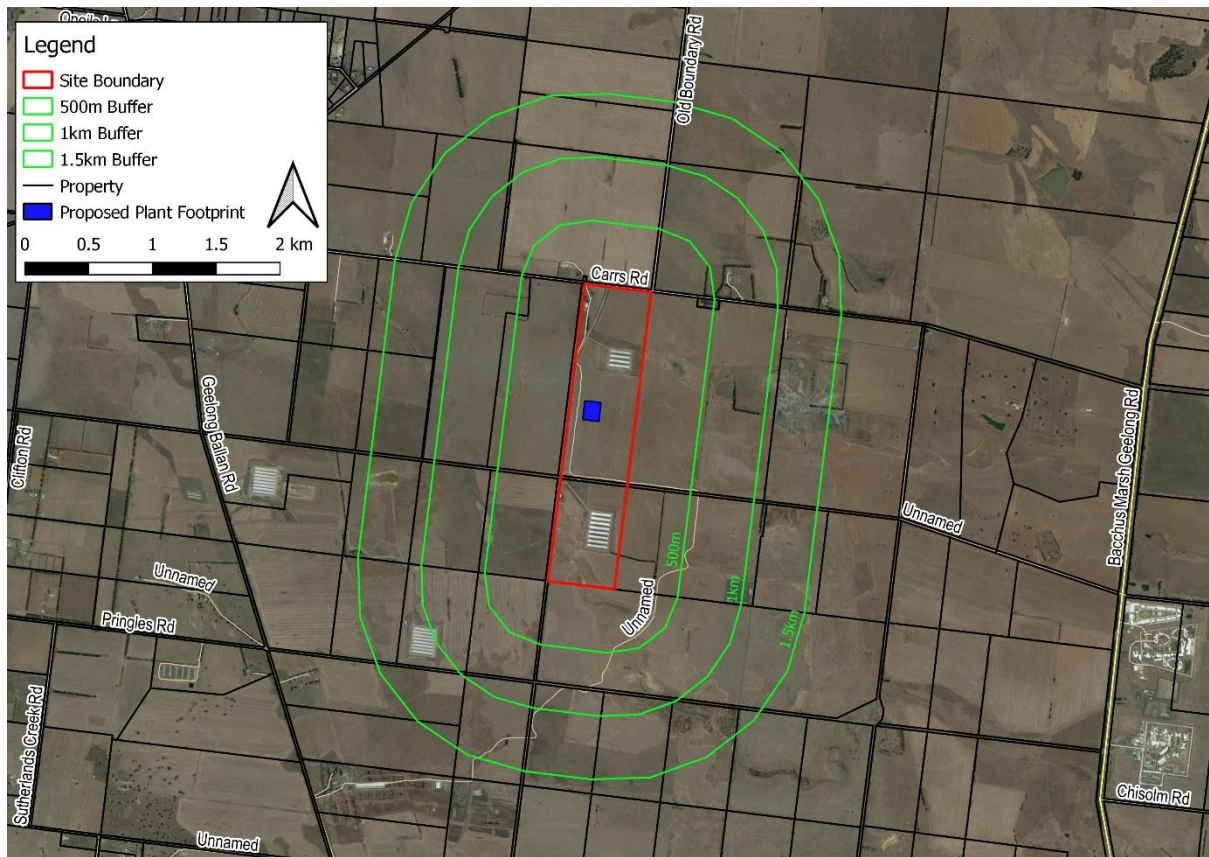 Legend
Site Boundary
500m Buffer
1km Buffer
1.5km Buffer
Property
Proposed Plant Footprint
0 0.5 1 1.5 2 km
Old Boundary Rd
Carrs Rd
Geelong Ballan Rd
Clifton Rd
Bacchus Marsh Geelong Rd
Unnamed
500m
1km
1.5km
Unnamed
Unnamed
Pringles Rd
Sutherlands Creek Rd
Chisolm Rd
Unnamed